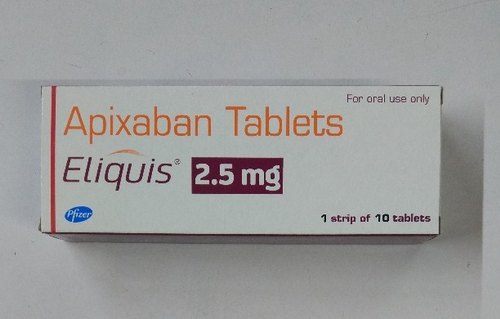 For oral use only
Apixaban Tablets
Eliquis® 2.5 mg
Pfizer
1 strip of 10 tablets